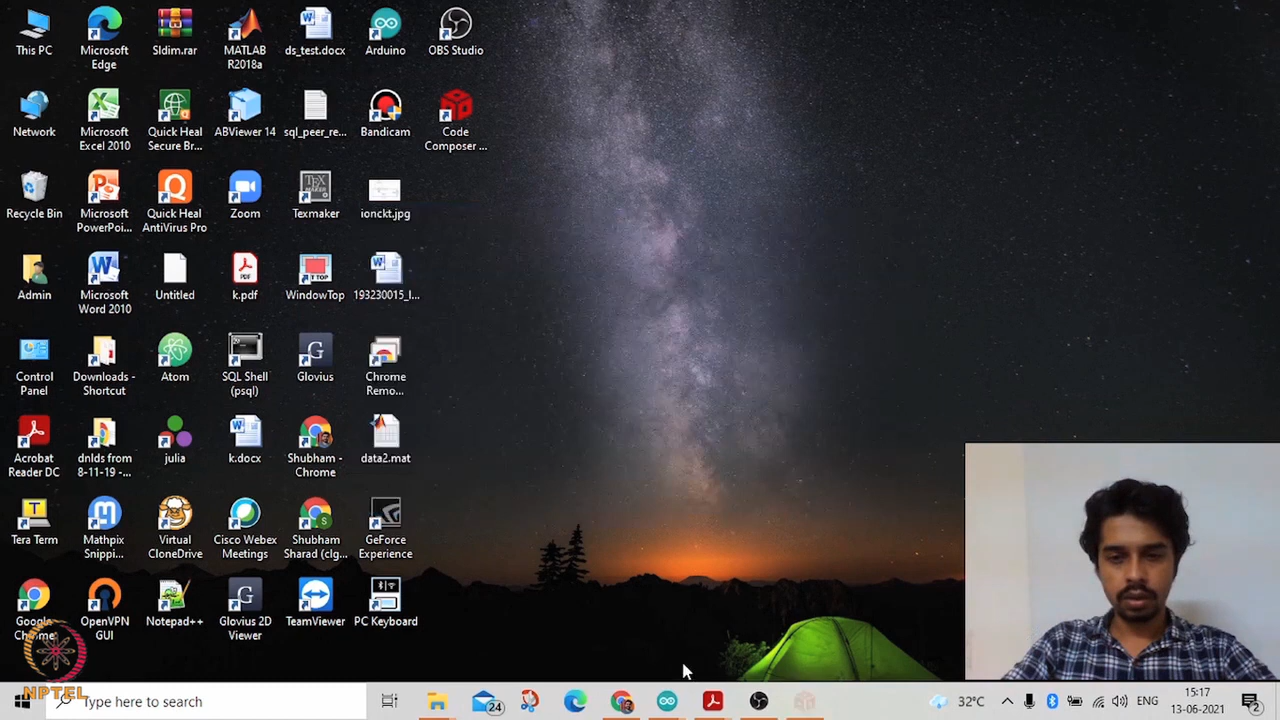 This PC
Microsoft
Edge
Sldim.rar
MATLAB
R2018a
ds_test.docx
Arduino
OBS Studio
Network
Microsoft
Excel 2010
Quick Heal
Secure Br...
ABViewer 14
sql_peer_re...
Bandicam
Code
Composer ...
Recycle Bin
Microsoft
PowerPoi...
Quick Heal
AntiVirus Pro
Zoom
Texmaker
ionckt.jpg
Admin
Microsoft
Word 2010
Untitled
k.pdf
WindowTop
193230015_I...
Control
Panel
Downloads -
Shortcut
Atom
SQL Shell
(psql)
Glovius
Chrome
Remo...
Acrobat
Reader DC
dnlds from
8-11-19 -...
julia
k.docx
Shubham -
Chrome
data2.mat
Tera Term
Mathpix
Snippi...
Virtual
CloneDrive
Cisco Webex
Meetings
Shubham
Sharad (clg...
GeForce
Experience
OpenVPN
GUI
Notepad++
Glovius 2D
Viewer
TeamViewer
PC Keyboard
NPTEL
Type here to search
24
32°C
ENG
15:17
13-06-2021
2